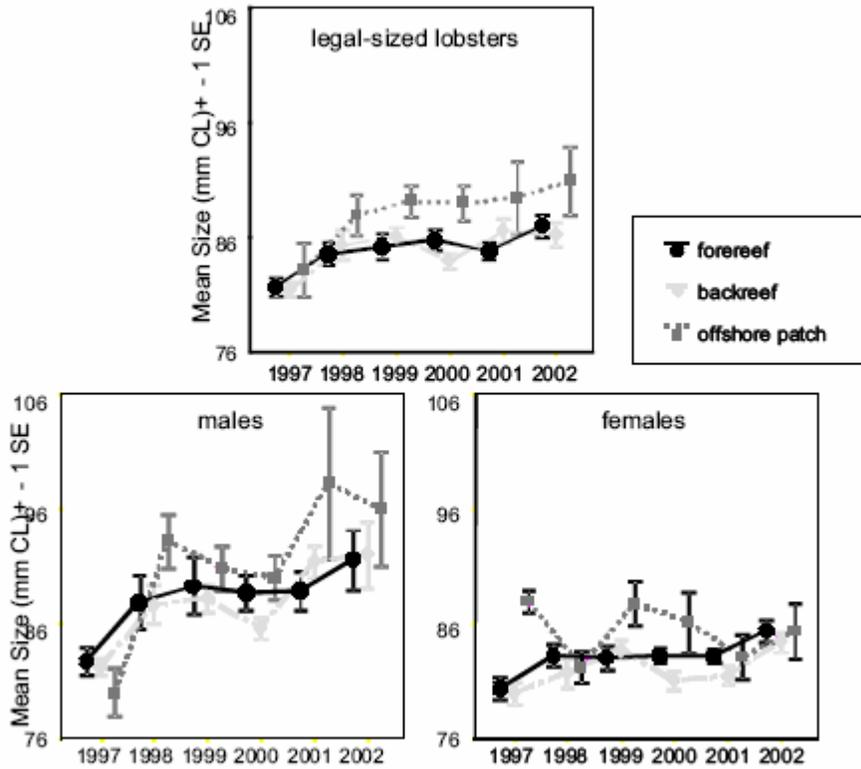 106
legal-sized lobsters
96
86
76
Mean Size (mm CL)+ - 1 SE
1997 1998 1999 2000 2001 2002
forereef
backreef
offshore patch
106
males
96
86
76
Mean Size (mm CL)+ - 1 SE
1997 1998 1999 2000 2001 2002
106
females
96
86
76
1997 1998 1999 2000 2001 2002